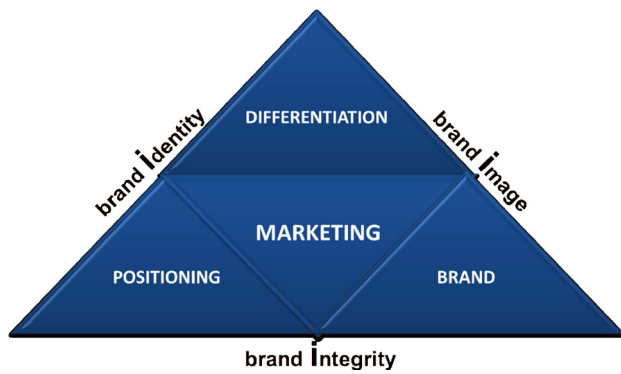 DIFFERENTIATION
brand identity
brand image
MARKETING
POSITIONING
BRAND
brand integrity